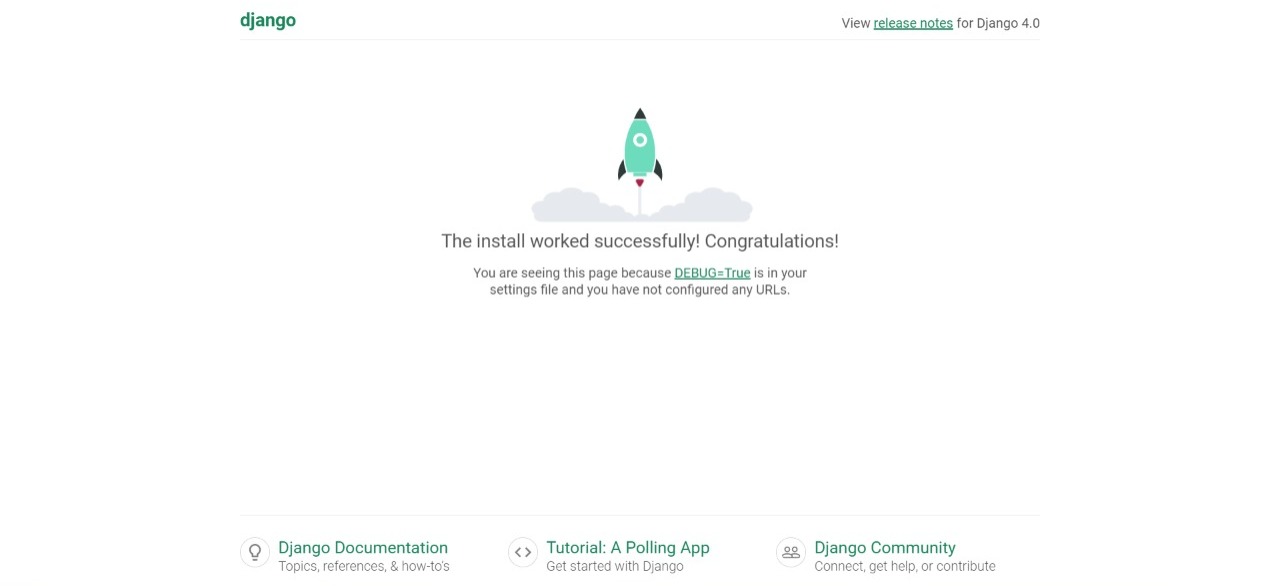 django
View release notes for Django 4.0
The install worked successfully! Congratulations!
You are seeing this page because DEBUG=True is in your
settings file and you have not configured any URLs.
Django Documentation
Topics, references, & how-to's
Tutorial: A Polling App
Get started with Django
Django Community
Connect, get help, or contribute